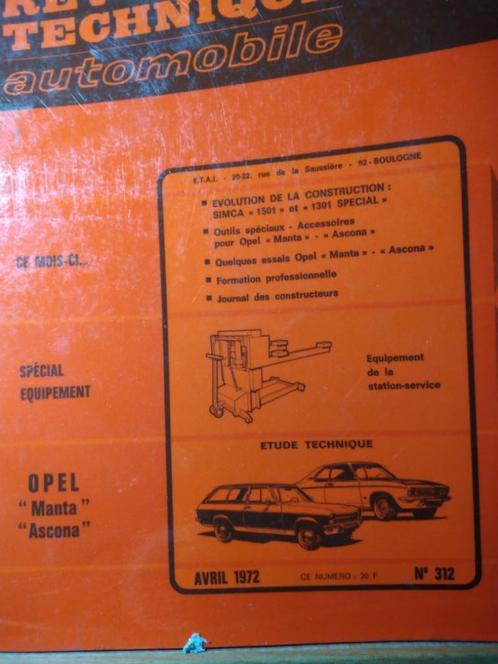 REVUE
TECHNIQUE
automobile
E.T.A.I. - 20-22, rue de la Saussière - 92 - BOULOGNE
■ EVOLUTION DE LA CONSTRUCTION :
SIMCA « 1501 » et « 1301 SPECIAL »
■ Outils spéciaux - Accessoires
pour Opel « Manta » - « Ascona »
■ Quelques essais Opel « Manta » - « Ascona »
■ Formation professionnelle
■ Journal des constructeurs
CE MOIS-CI...
SPÉCIAL
EQUIPEMENT
Equipement
de la
station-service
ETUDE TECHNIQUE
OPEL
"Manta"
"Ascona"
AVRIL 1972 CE NUMERO : 20 F N° 312